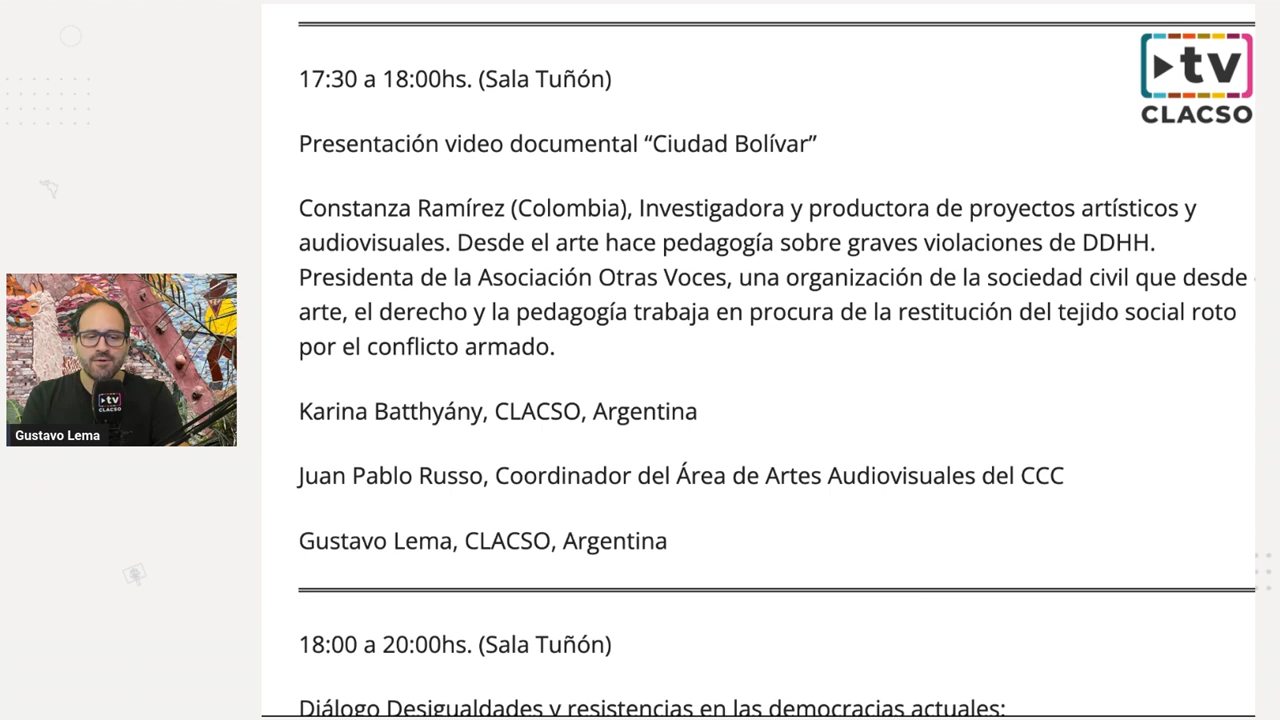 17:30 a 18:00hs. (Sala Tuñón)
tv
CLACSO
Presentación video documental “Ciudad Bolívar”
Constanza Ramírez (Colombia), Investigadora y productora de proyectos artísticos y
audiovisuales. Desde el arte hace pedagogía sobre graves violaciones de DDHH.
Presidenta de la Asociación Otras Voces, una organización de la sociedad civil que desde
arte, el derecho y la pedagogía trabaja en procura de la restitución del tejido social roto
por el conflicto armado.
tv
CLACSO
Gustavo Lema
Karina Batthyány, CLACSO, Argentina
Juan Pablo Russo, Coordinador del Área de Artes Audiovisuales del CCC
Gustavo Lema, CLACSO, Argentina
18:00 a 20:00hs. (Sala Tuñón)
Diálogo Desigualdades y resistencias en las democracias actuales: